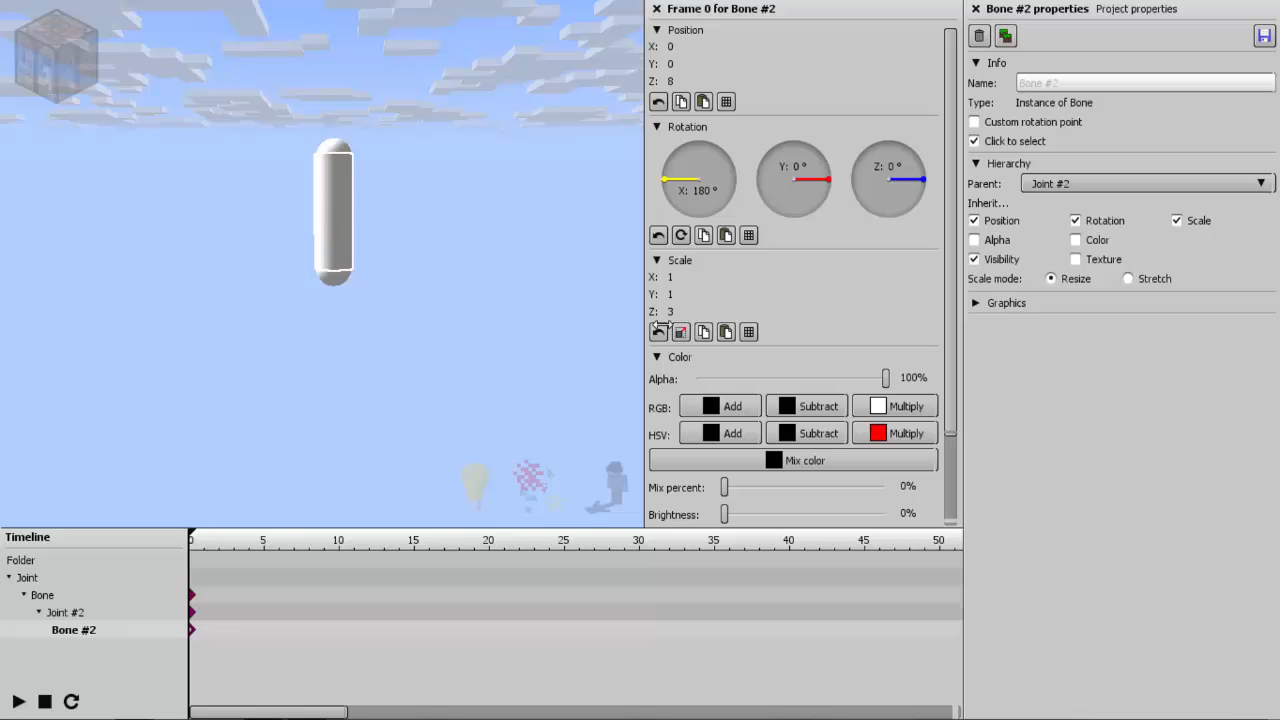 Frame 0 for Bone #2
Position
X: 0
Y: 0
Z: 8
Rotation
X: 180 °
Y: 0 °
Z: 0 °
Scale
X: 1
Y: 1
Z: 3
Color
Alpha: 100%
RGB: Add Subtract Multiply
HSV: Add Subtract Multiply
Mix color
Mix percent: 0%
Brightness: 0%
Bone #2 properties Project properties
Info
Name: Bone #2
Type: Instance of Bone
Custom rotation point
Click to select
Hierarchy
Parent: Joint #2
Inherit...
Position Rotation Scale
Alpha Color
Visibility Texture
Scale mode: Resize Stretch
Graphics
Timeline
0 5 10 15 20 25 30 35 40 45 50
Folder
Joint
Bone
Joint #2
Bone #2